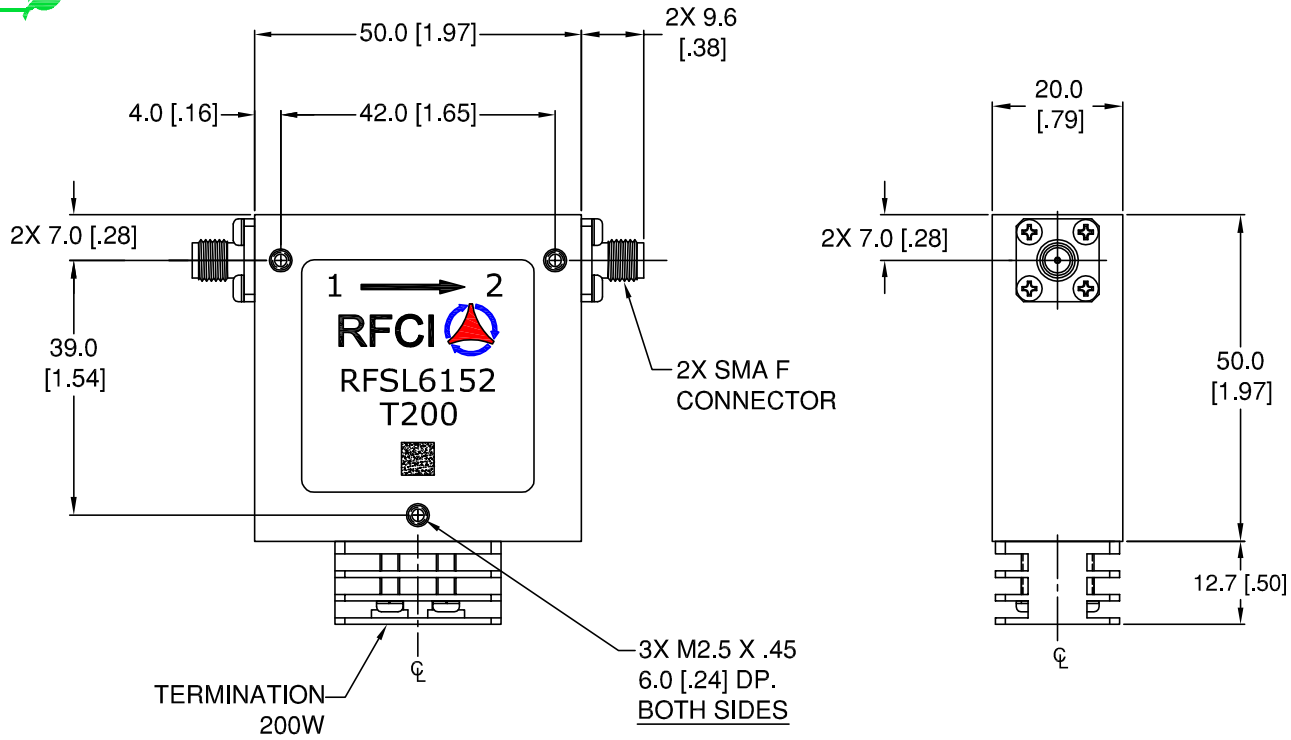 50.0 [1.97]
2X 9.6
[.38]
4.0 [.16]
42.0 [1.65]
20.0
[.79]
2X 7.0 [.28]
2X 7.0 [.28]
1 2
RFCI
RFSL6152
T200
39.0
[1.54]
2X SMA F
CONNECTOR
50.0
[1.97]
12.7 [.50]
3X M2.5 X .45
6.0 [.24] DP.
BOTH SIDES
TERMINATION
200W
℄
℄